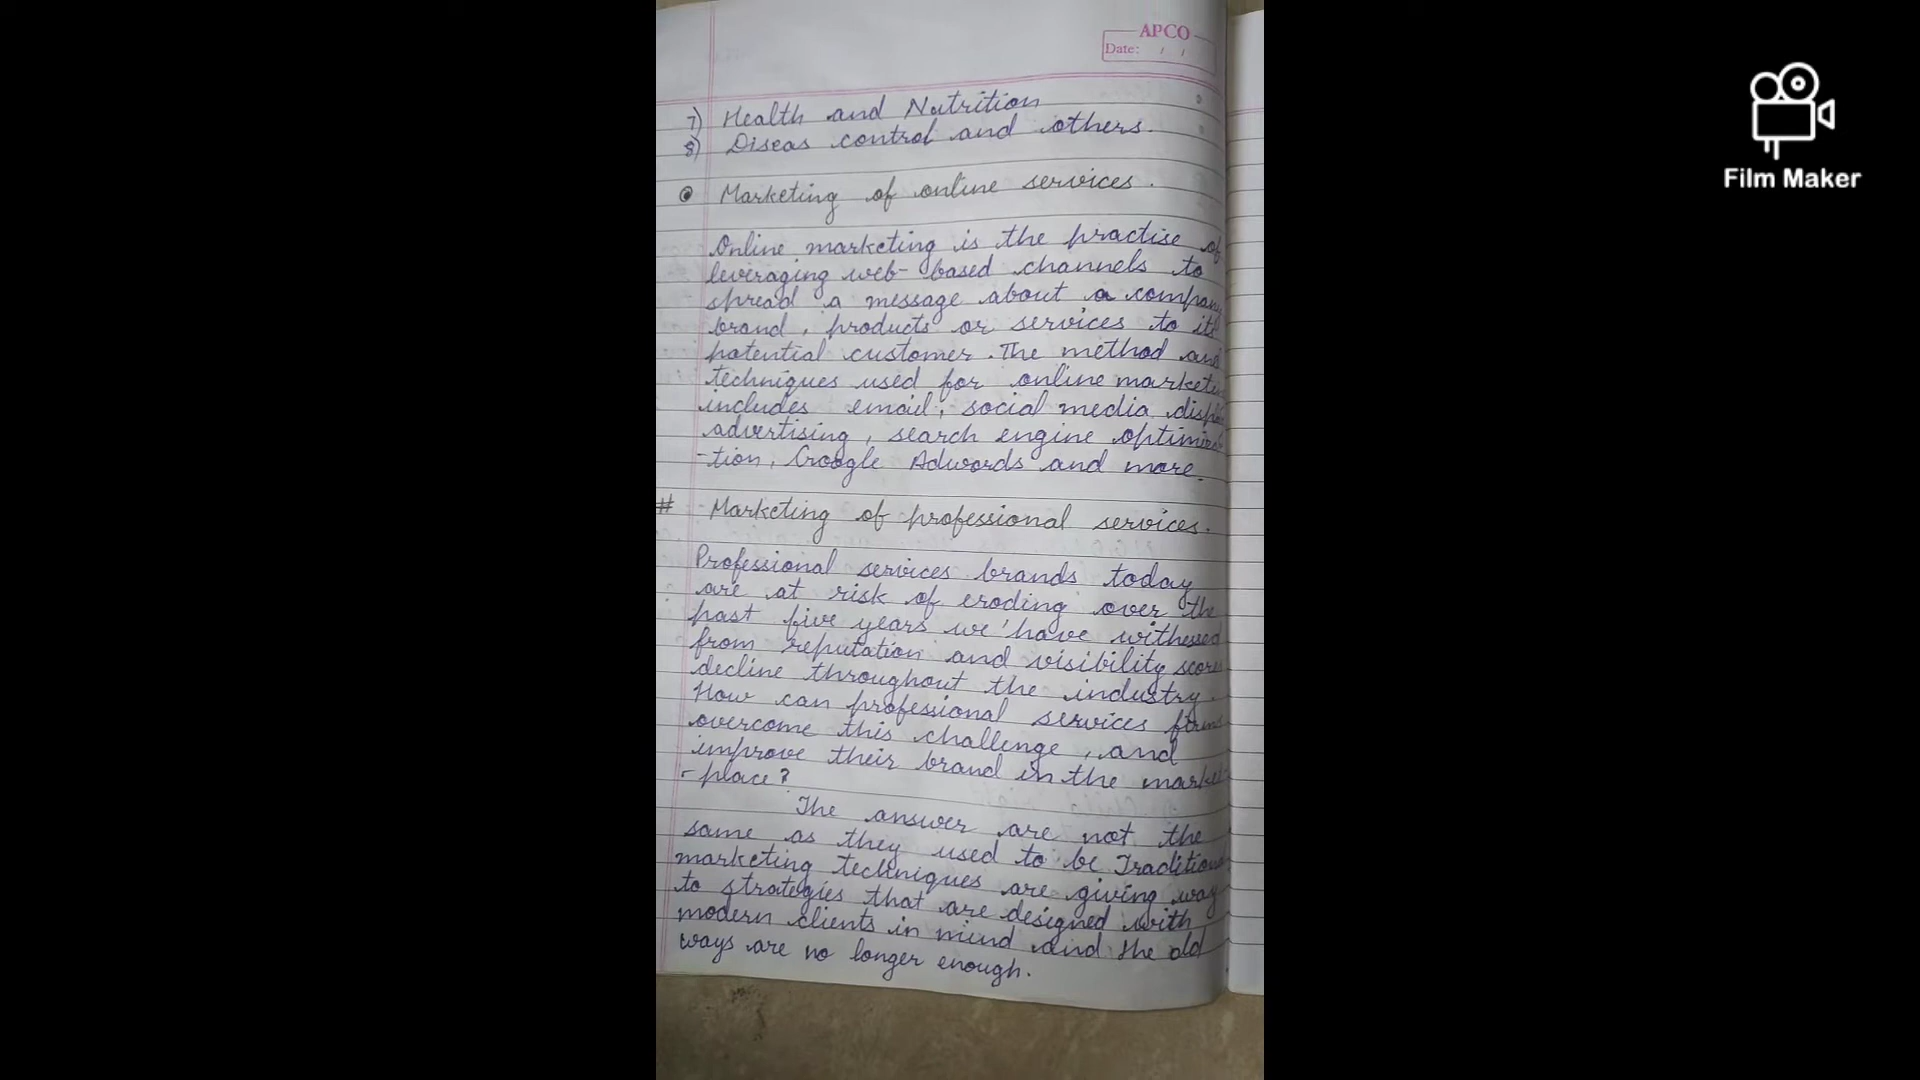 APCO
Date: / /
7) Health and Nutrition
8) Diseas control and others.
Marketing of online services.
Online marketing is the practise of
leveraging web-based channels to
spread a message about a company
brand, products or services to its
potential customer. The method and
techniques used for online
includes email, social media
advertising, search engine
-tion, Google Adwords and more.
# Marketing of professional services.
Professional services brands today
are at risk of eroding over the
past five years we' have withessed
from reputation and visibility
decline throughout the industry.
How can professional services
overcome this challenge, and
improve their brand in the
-place?
The answer are not the
same as they used to be
marketing techniques are giving way
to strategies that are designed with
modern clients in mind and the old
ways are no longer enough.
Film Maker